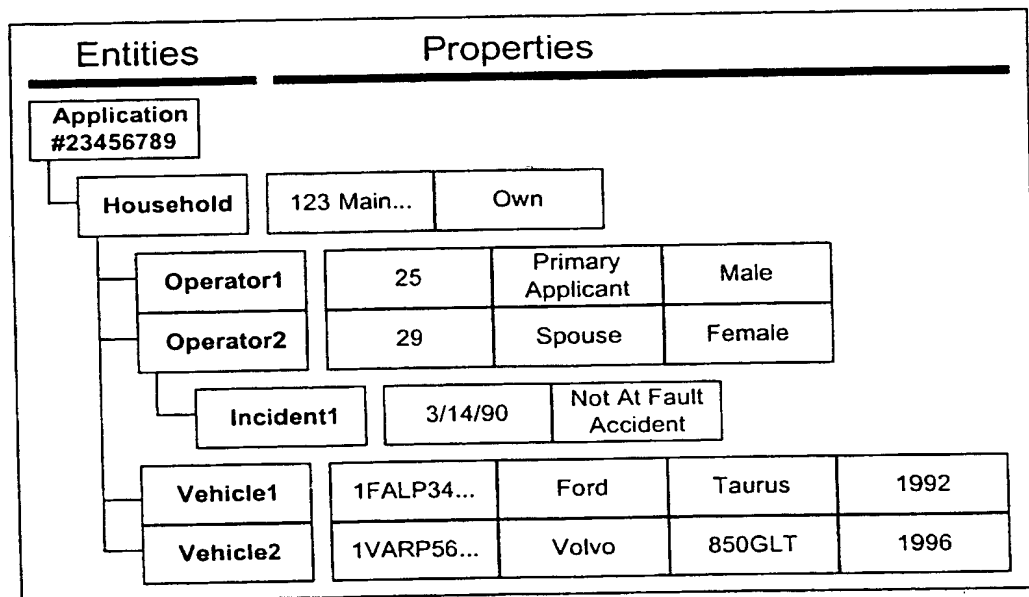 Entities Properties
Application
#23456789
Household 123 Main... Own
Operator1 25 Primary Applicant Male
Operator2 29 Spouse Female
Incident1 3/14/90 Not At Fault Accident
Vehicle1 1FALP34... Ford Taurus 1992
Vehicle2 1VARP56... Volvo 850GLT 1996